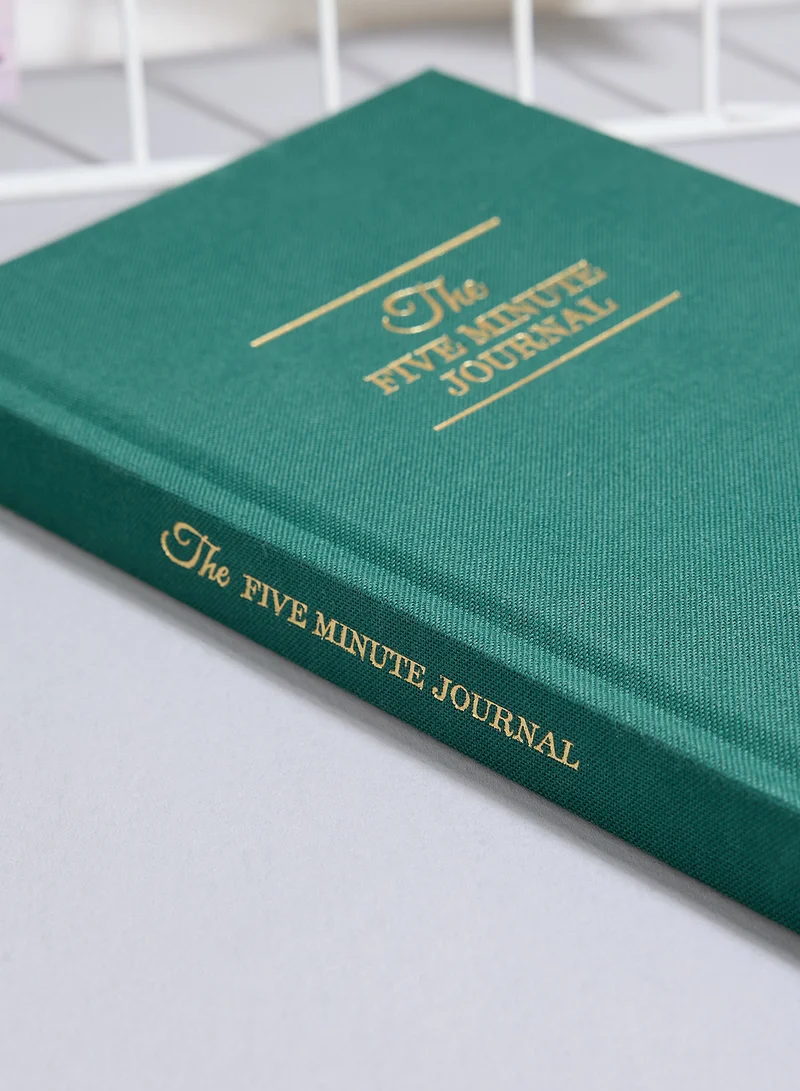 The
FIVE MINUTE
JOURNAL
The FIVE MINUTE JOURNAL